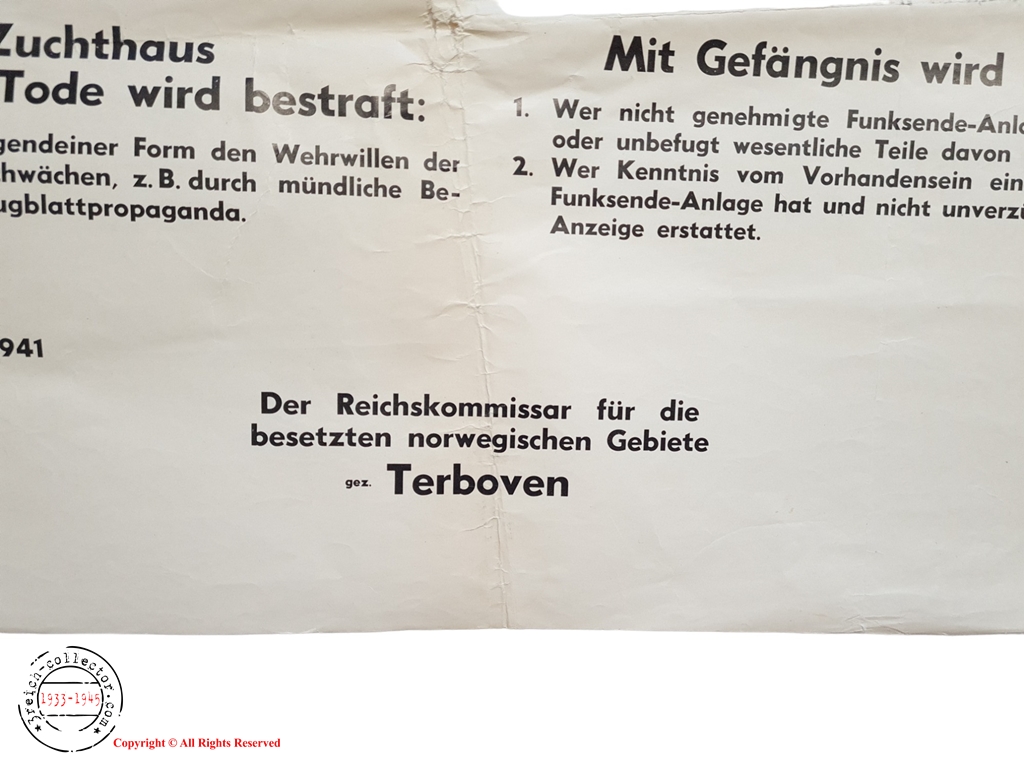 Zuchthaus
Tode wird bestraft:
gendeiner Form den Wehrwillen der
hwächen, z. B. durch mündliche Be-
ugblattpropaganda.
941
Mit Gefängnis wird
1. Wer nicht genehmigte Funksende-Anla
oder unbefugt wesentliche Teile davon
2. Wer Kenntnis vom Vorhandensein ein
Funksende-Anlage hat und nicht unverzü
Anzeige erstattet.
Der Reichskommissar für die
besetzten norwegischen Gebiete
gez. Terboven
3reich-collector.com
1933-1945
Copyright © All Rights Reserved